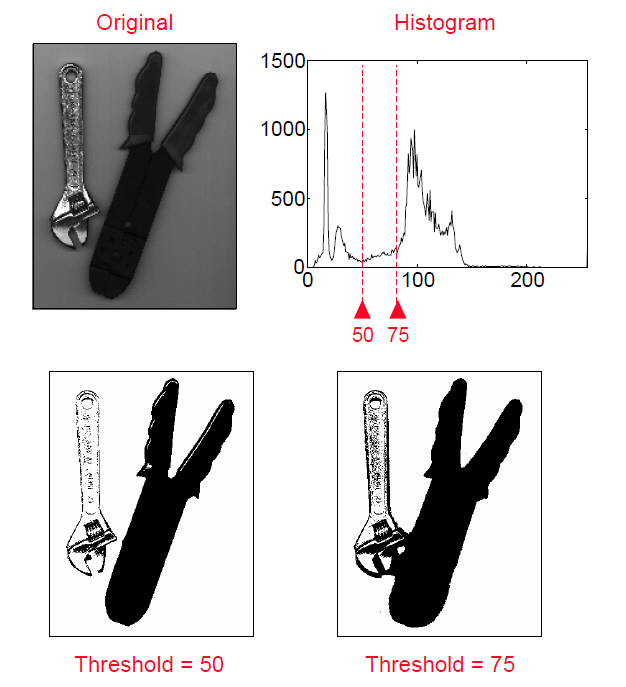 Original
Histogram
1500
1000
500
0
0 100 200
50 75
Threshold = 50
Threshold = 75